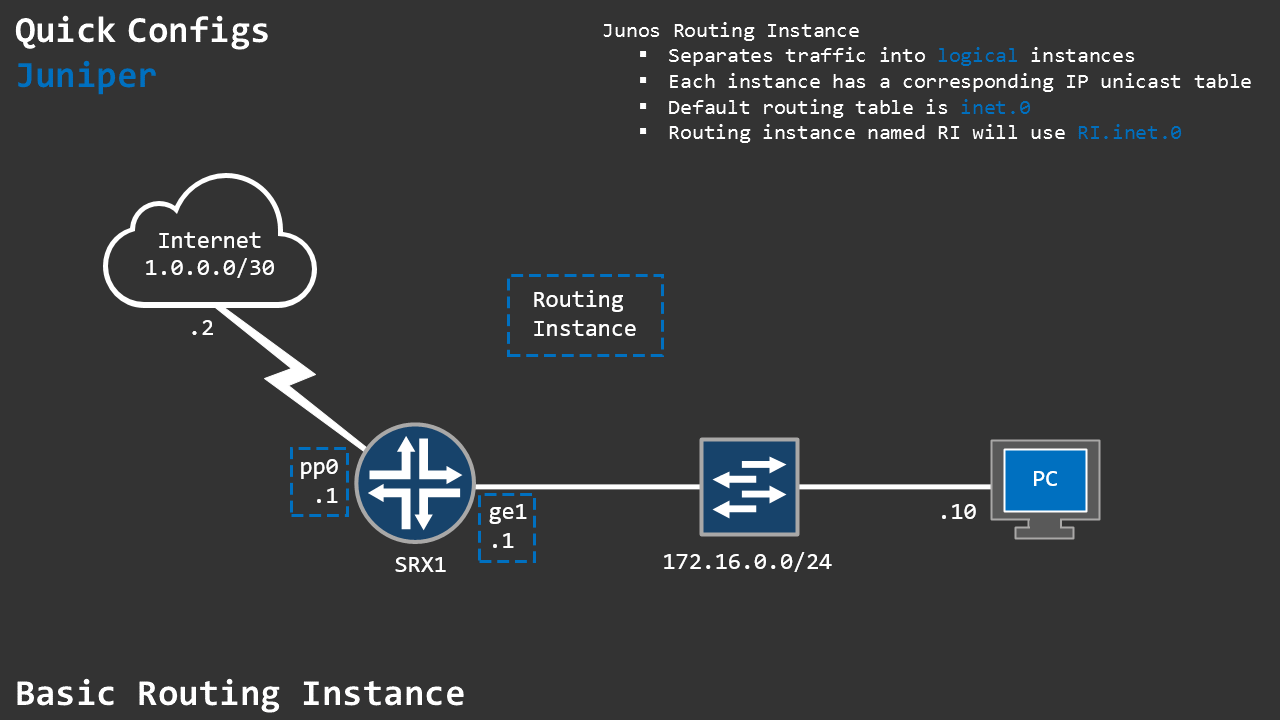 Quick Configs
Juniper
Junos Routing Instance
▪ Separates traffic into logical instances
▪ Each instance has a corresponding IP unicast table
▪ Default routing table is inet.0
▪ Routing instance named RI will use RI.inet.0
Internet
1.0.0.0/30
.2
Routing
Instance
pp0
.1
SRX1
ge1
.1
172.16.0.0/24
.10
PC
Basic Routing Instance